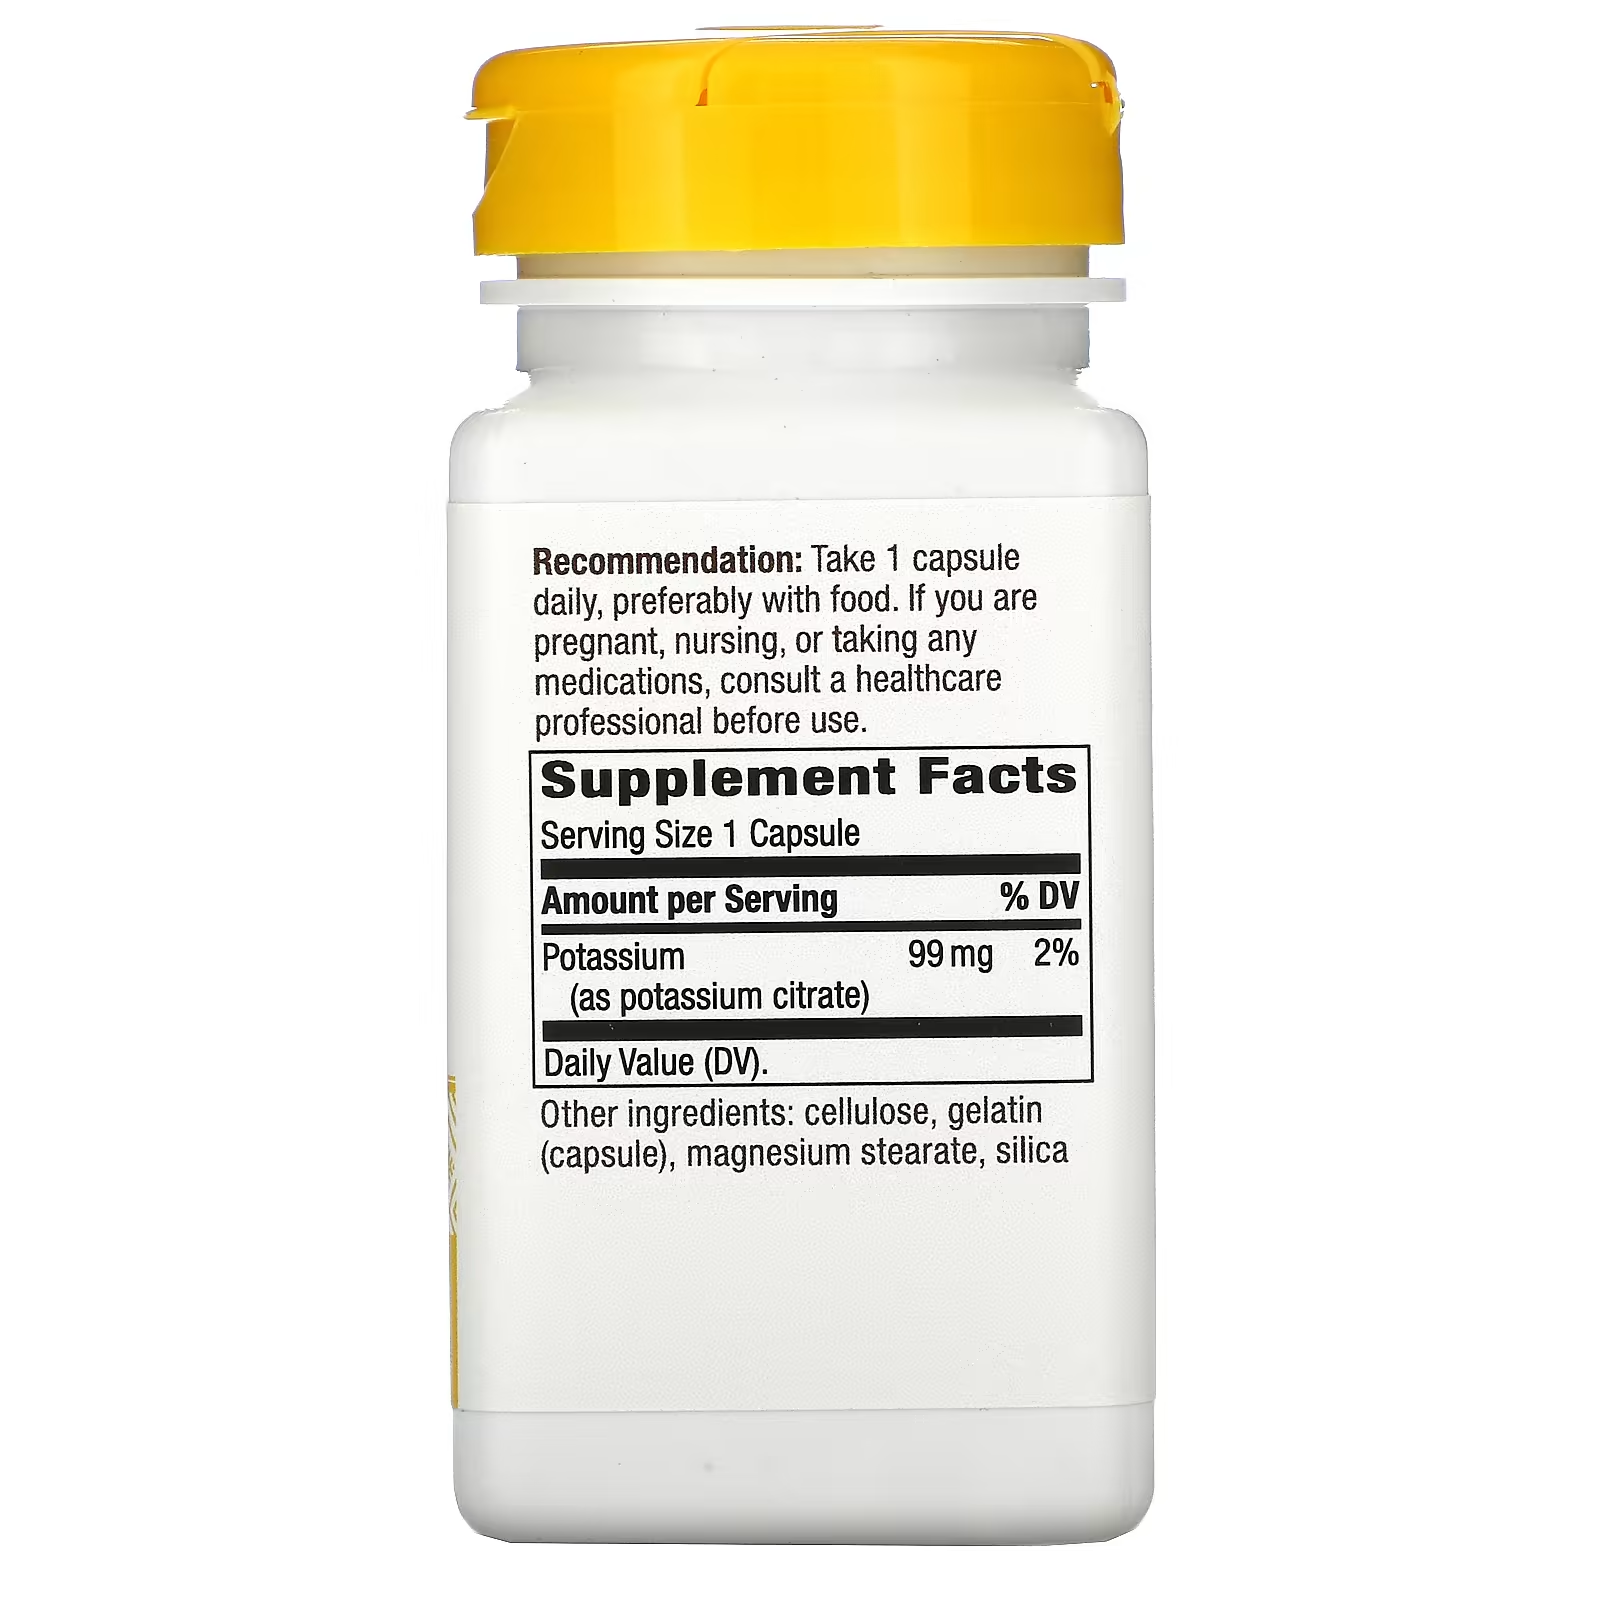 Recommendation: Take 1 capsule
daily, preferably with food. If you are
pregnant, nursing, or taking any
medications, consult a healthcare
professional before use.
Supplement Facts
Serving Size 1 Capsule
Amount per Serving % DV
Potassium 99 mg 2%
(as potassium citrate)
Daily Value (DV).
Other ingredients: cellulose, gelatin
(capsule), magnesium stearate, silica